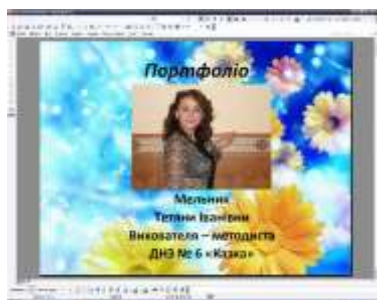 Портфоліо
Мельник
Тетяни Іванівни
Вихователя – методиста
ДНЗ № 6 «Казка»